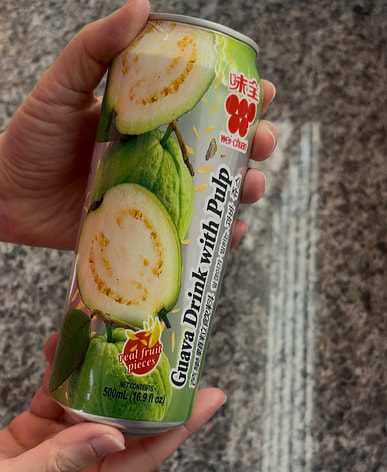 味全
wei-chuan
Guava Drink with Pulp
real fruit
pieces
NET CONTENTS:
500mL (16.9 fl oz)